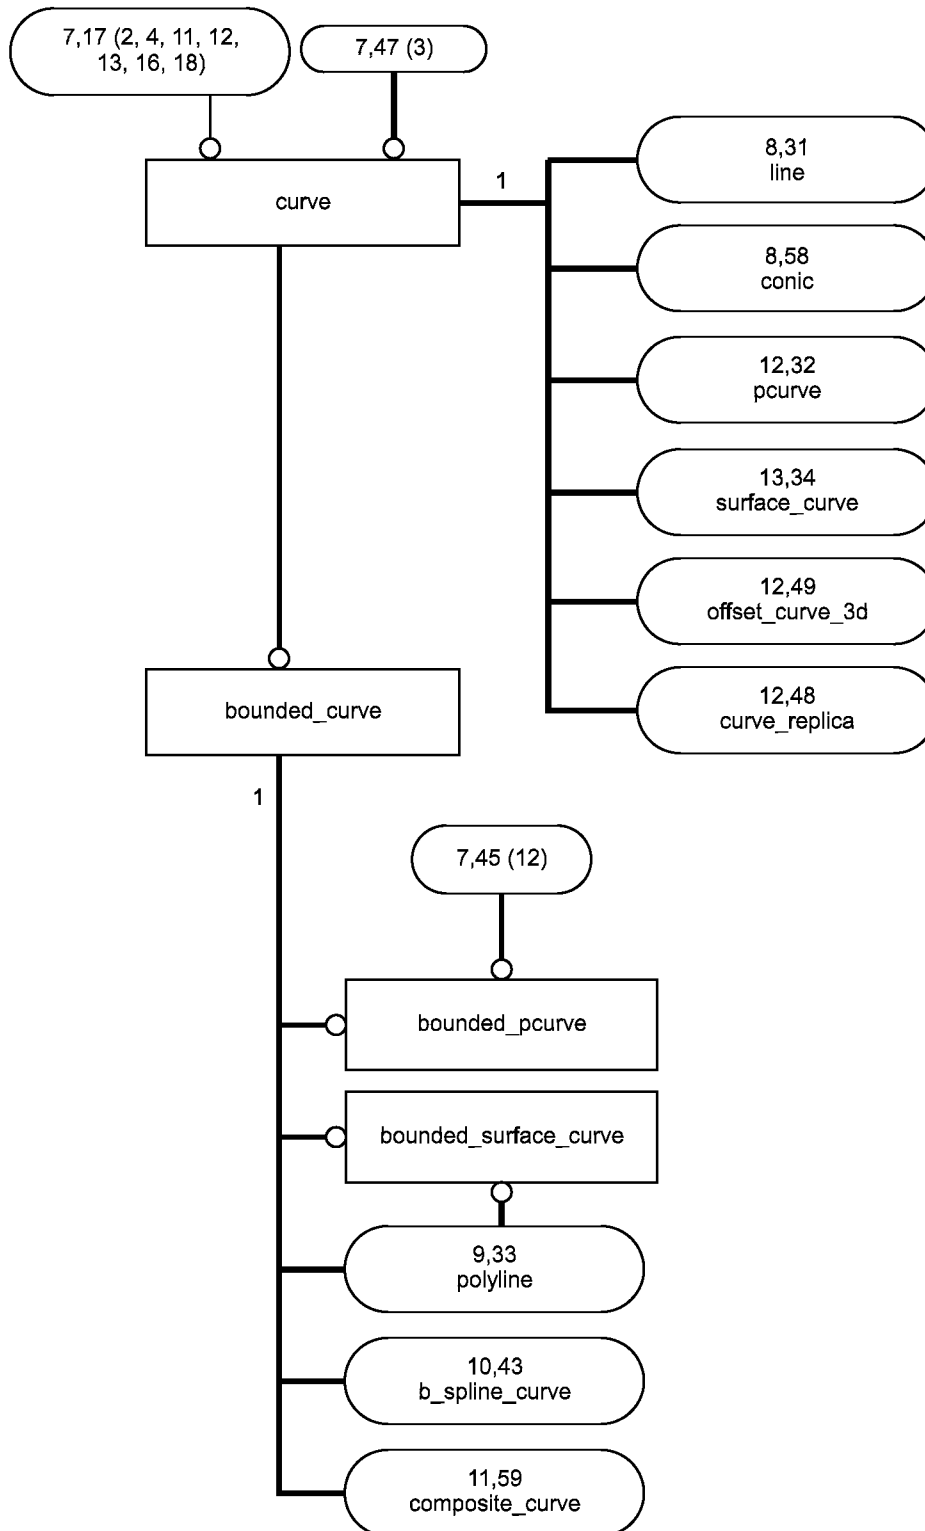 7,17 (2, 4, 11, 12,
13, 16, 18)
7,47 (3)
curve
1
8,31
line
8,58
conic
12,32
pcurve
13,34
surface_curve
12,49
offset_curve_3d
12,48
curve_replica
bounded_curve
1
7,45 (12)
bounded_pcurve
bounded_surface_curve
9,33
polyline
10,43
b_spline_curve
11,59
composite_curve